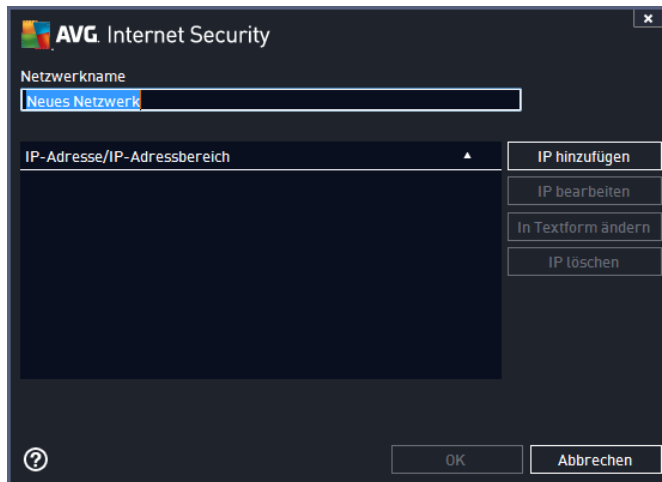 AVG. Internet Security
Netzwerkname
Neues Netzwerk
IP-Adresse/IP-Adressbereich
IP hinzufügen
IP bearbeiten
In Textform ändern
IP löschen
OK
Abbrechen